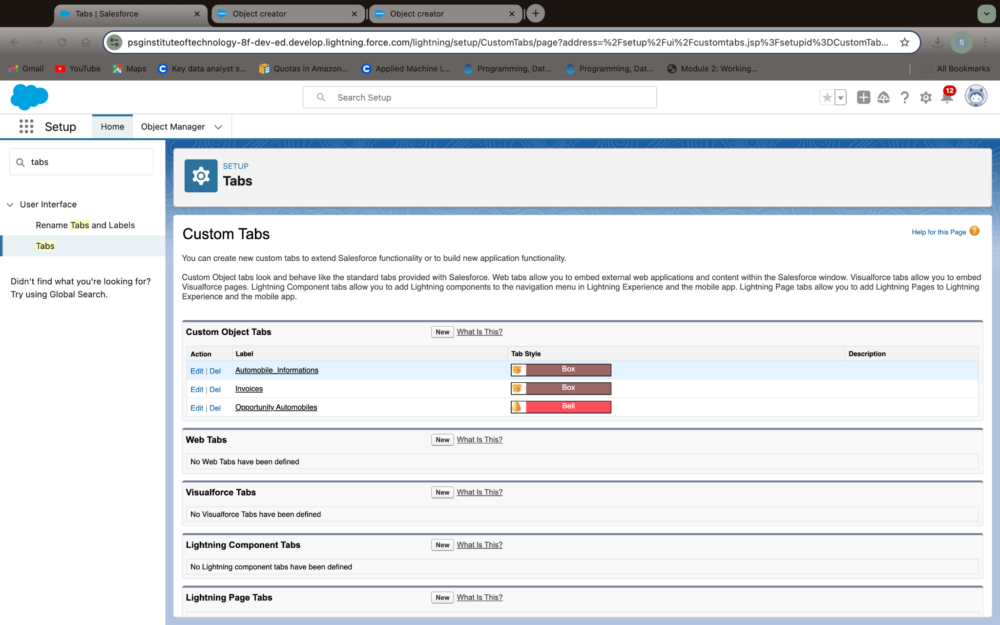 Tabs | Salesforce
Object creator
Object creator
psginstituteoftechnology-8f-dev-ed.develop.lightning.force.com/lightning/setup/CustomTabs/page?address=%2Fsetup%2Fui%2Fcustomtabs.jsp%3Fsetupid%3DCustomTab...
S
Gmail
YouTube
Maps
Key data analyst s...
Quotas in Amazon...
Applied Machine L...
Programming, Dat...
Programming, Dat...
Module 2: Working...
All Bookmarks
Search Setup
12
Setup
Home
Object Manager
tabs
User Interface
Rename Tabs and Labels
Tabs
Didn't find what you're looking for?
Try using Global Search.
SETUP
Tabs
Custom Tabs
Help for this Page
You can create new custom tabs to extend Salesforce functionality or to build new application functionality.
Custom Object tabs look and behave like the standard tabs provided with Salesforce. Web tabs allow you to embed external web applications and content within the Salesforce window. Visualforce tabs allow you to embed
Visualforce pages. Lightning Component tabs allow you to add Lightning components to the navigation menu in Lightning Experience and the mobile app. Lightning Page tabs allow you to add Lightning Pages to Lightning
Experience and the mobile app.
Custom Object Tabs New What Is This?
Action Label Tab Style Description
Edit | Del Automobile_Informations Box
Edit | Del Invoices Box
Edit | Del Opportunity Automobiles Bell
Web Tabs New What Is This?
No Web Tabs have been defined
Visualforce Tabs New What Is This?
No Visualforce Tabs have been defined
Lightning Component Tabs New What Is This?
No Lightning component tabs have been defined
Lightning Page Tabs New What Is This?